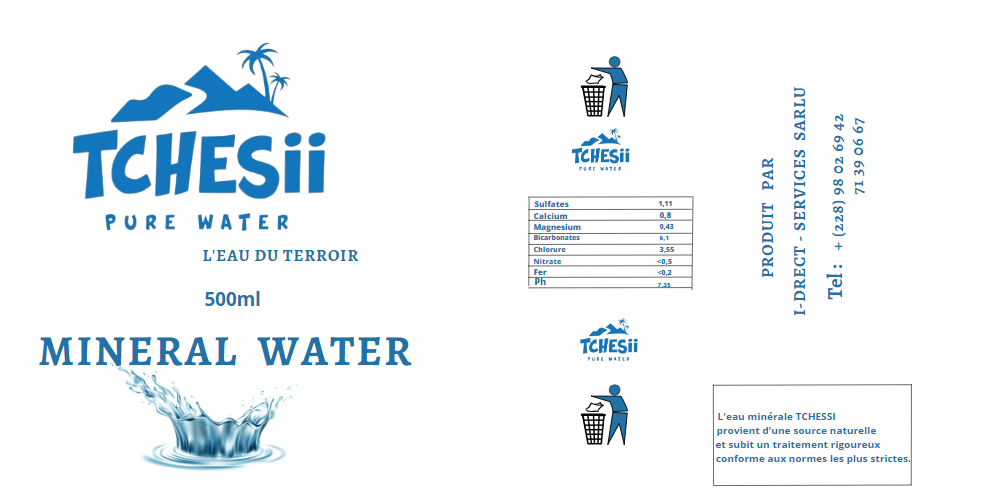 TCHESii
PURE WATER
L'EAU DU TERROIR
500ml
MINERAL WATER
TCHESii
PURE WATER
Sulfates 1,11
Calcium 0,8
Magnesium 0,43
Bicarbonates 6,1
Chlorure 3,55
Nitrate <0,5
Fer <0,2
Ph 7,35
TCHESii
PURE WATER
PRODUIT PAR
I-DRECT - SERVICES SARLU
Tel : + (228) 98 02 69 42
71 39 06 67
L'eau minérale TCHESSI
provient d'une source naturelle
et subit un traitement rigoureux
conforme aux normes les plus strictes.